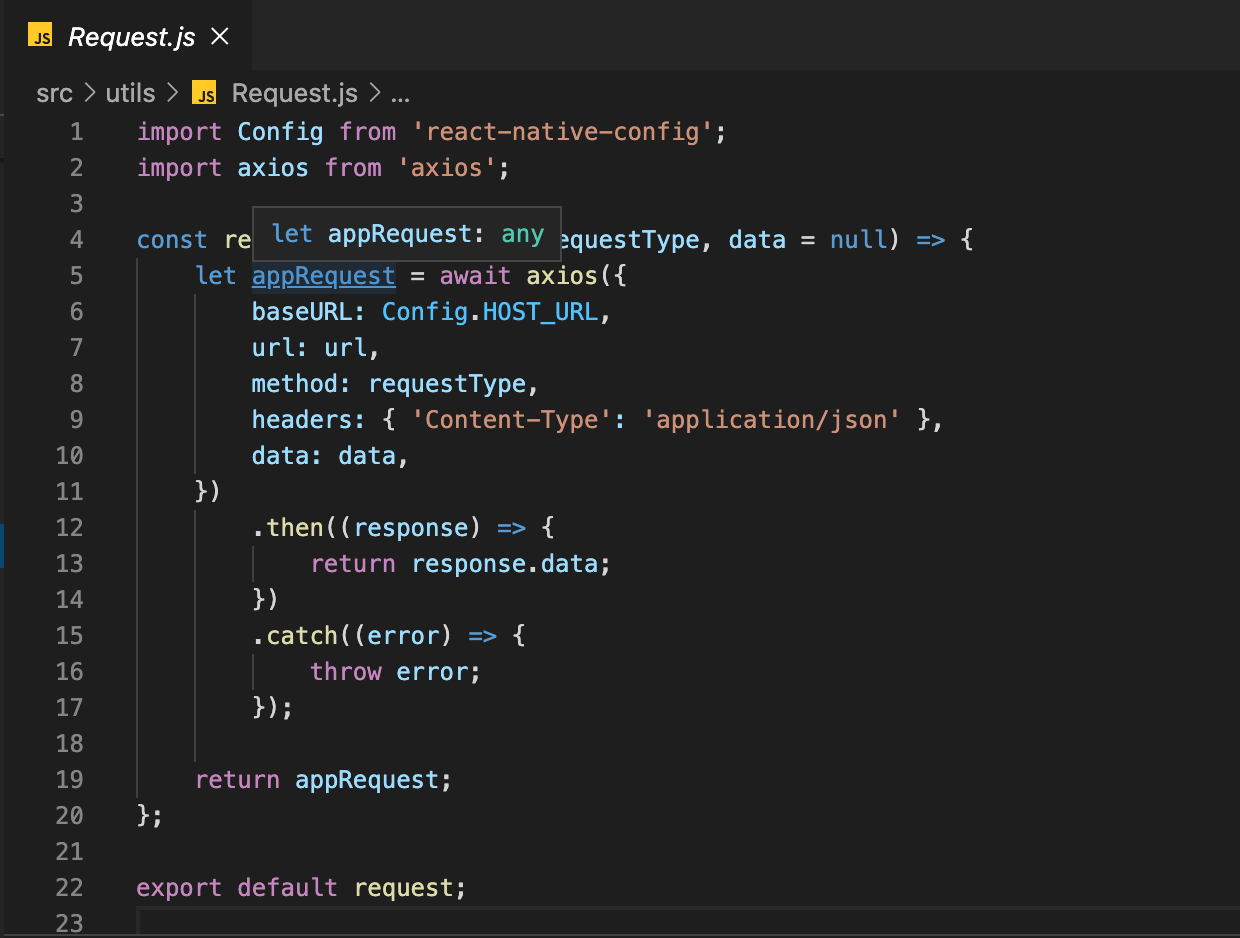 JS Request.js
src > utils > JS Request.js > ...
1 import Config from 'react-native-config';
2 import axios from 'axios';
3
let appRequest: any
4 const data = null) => {
5 let appRequest = await axios({
6 baseURL: Config.HOST_URL,
7 url: url,
8 method: requestType,
9 headers: { 'Content-Type': 'application/json' },
10 data: data,
11 })
12 .then((response) => {
13 return response.data;
14 })
15 .catch((error) => {
16 throw error;
17 });
18
19 return appRequest;
20 };
21
22 export default request;
23